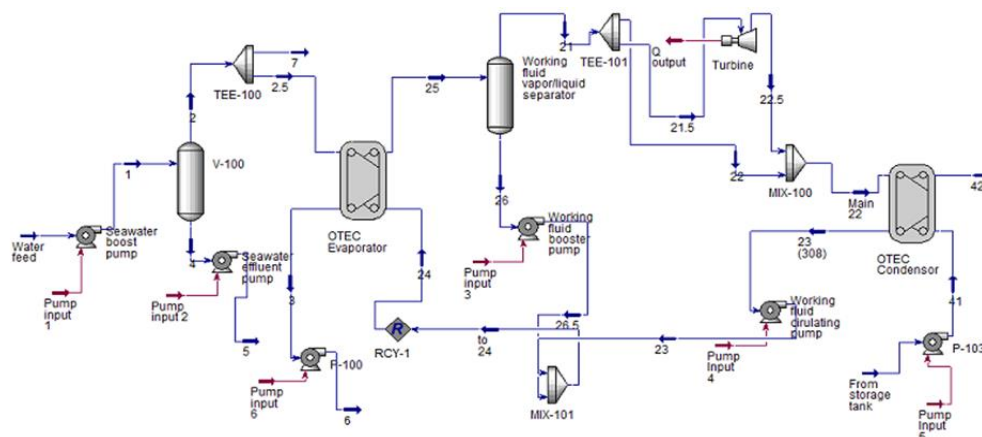 7
TEE-100
2.5
2
V-100
1
Water
feed
Seawater
boost
pump
Pump
input
1
4
Seawater
effluent
pump
Pump
input 2
5
OTEC
Evaporator
3
P-100
Pump
input
6
6
24
RCY-1
25
Working
fluid
vapor/liquid
separator
21
TEE-101
Q
output
Turbine
22.5
21.5
22
MIX-100
Main
22
42
OTEC
Condensor
26
Working
fluid
booster
pump
Pump
input
3
26.5
to
24
MIX-101
23
23
(308)
Working
fluid
cirulating
pump
Pump
Input
4
41
P-103
From
storage
tank
Pump
Input